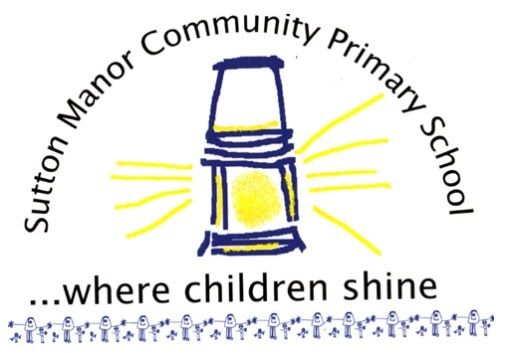 Sutton Manor Community Primary School
...where children shine